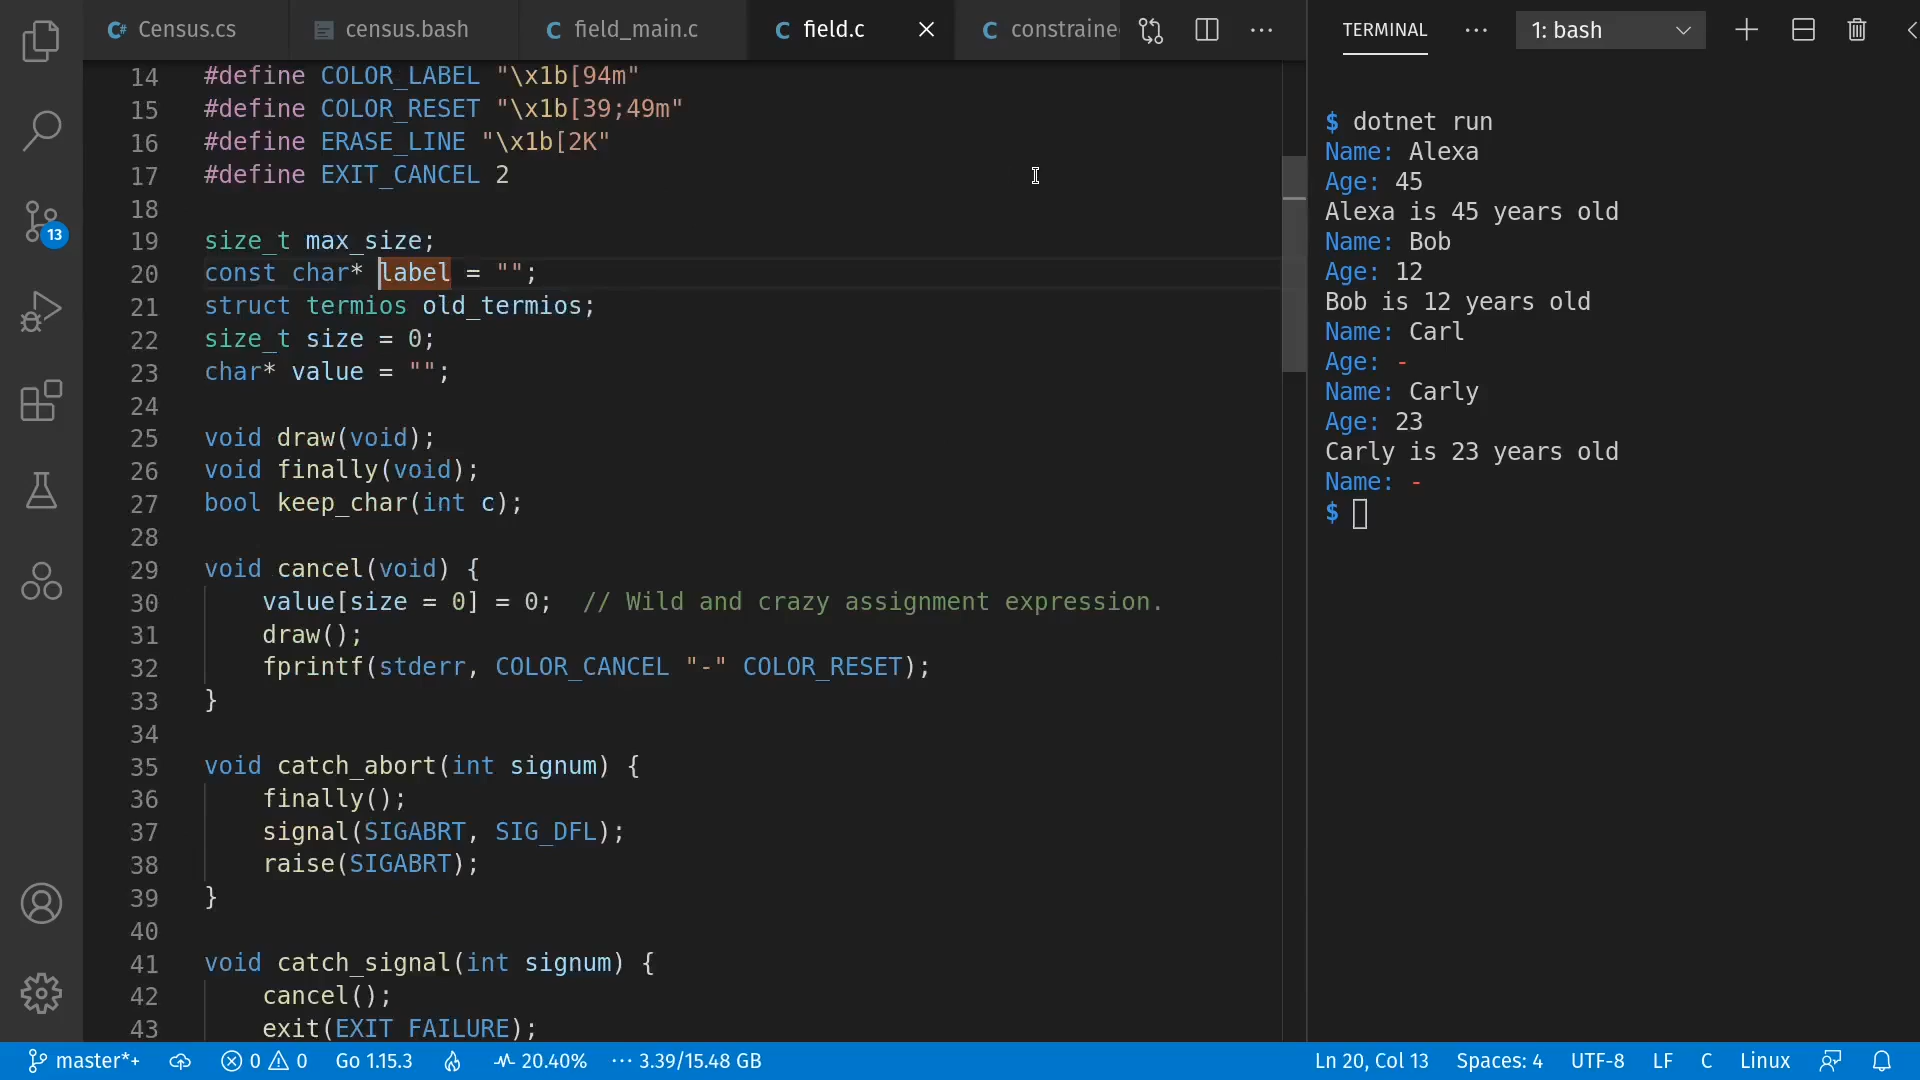 Census.cs census.bash field_main.c field.c constraine
14 #define COLOR_LABEL "\x1b[94m"
15 #define COLOR_RESET "\x1b[39;49m"
16 #define ERASE_LINE "\x1b[2K"
17 #define EXIT_CANCEL 2
18
19 size_t max_size;
20 const char* label = "";
21 struct termios old_termios;
22 size_t size = 0;
23 char* value = "";
24
25 void draw(void);
26 void finally(void);
27 bool keep_char(int c);
28
29 void cancel(void) {
30 value[size = 0] = 0;  // Wild and crazy assignment expression.
31 draw();
32 fprintf(stderr, COLOR_CANCEL "-" COLOR_RESET);
33 }
34
35 void catch_abort(int signum) {
36 finally();
37 signal(SIGABRT, SIG_DFL);
38 raise(SIGABRT);
39 }
40
41 void catch_signal(int signum) {
42 cancel();
43 exit(EXIT_FAILURE);
13
TERMINAL 1: bash
$ dotnet run
Name: Alexa
Age: 45
Alexa is 45 years old
Name: Bob
Age: 12
Bob is 12 years old
Name: Carl
Age: -
Name: Carly
Age: 23
Carly is 23 years old
Name: -
$
master*+ 0 0 Go 1.15.3 20.40% 3.39/15.48 GB Ln 20, Col 13 Spaces: 4 UTF-8 LF C Linux